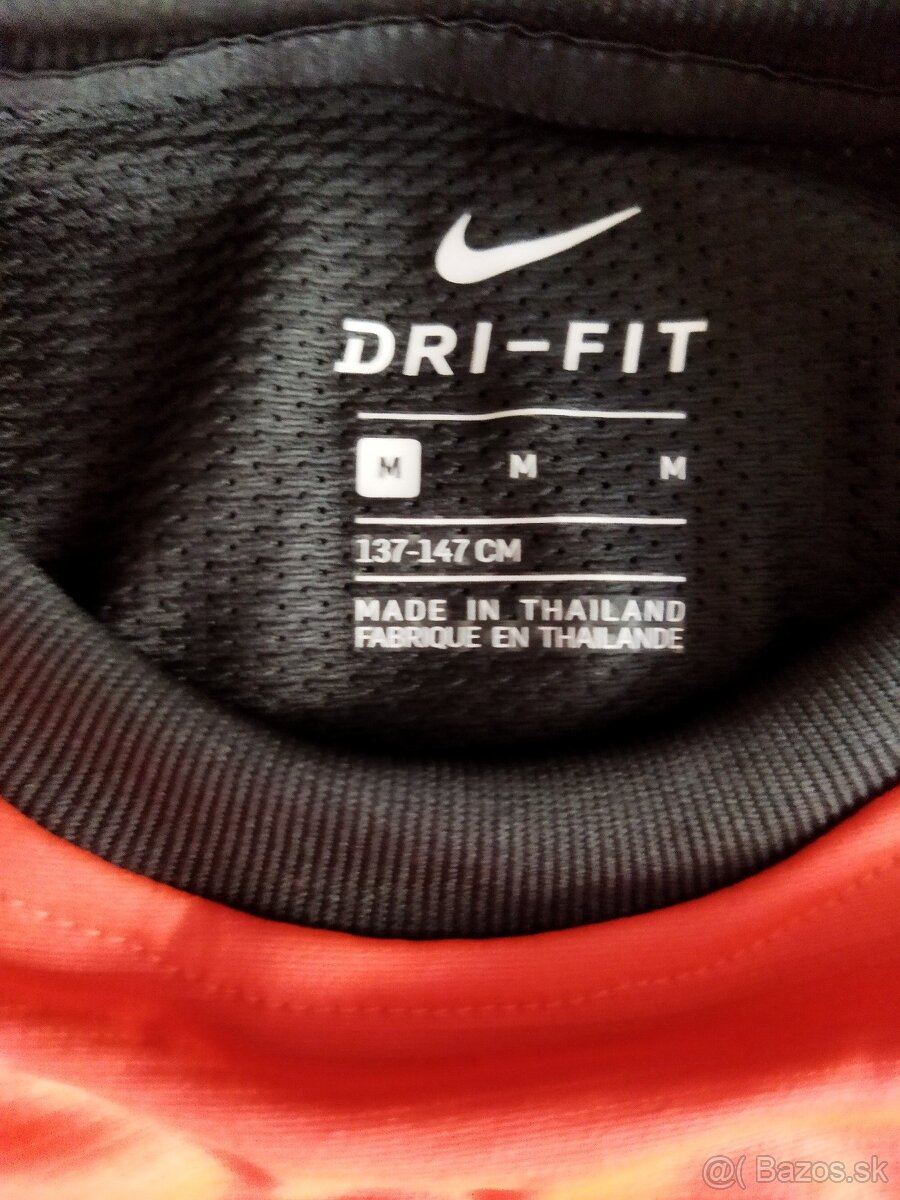 DRI-FIT
M M M
137-147 CM
MADE IN THAILAND
FABRIQUE EN THAILANDE
@( Bazos.sk